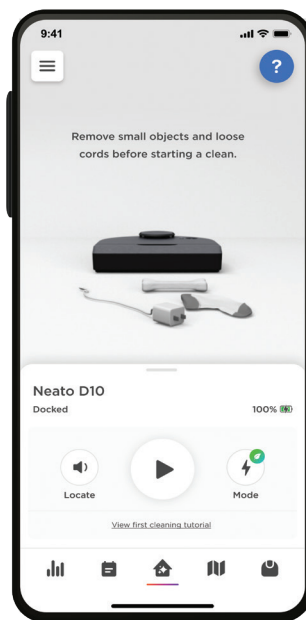 9:41
?
Remove small objects and loose
cords before starting a clean.
Neato D10
Docked 100%
Locate Mode
View first cleaning tutorial